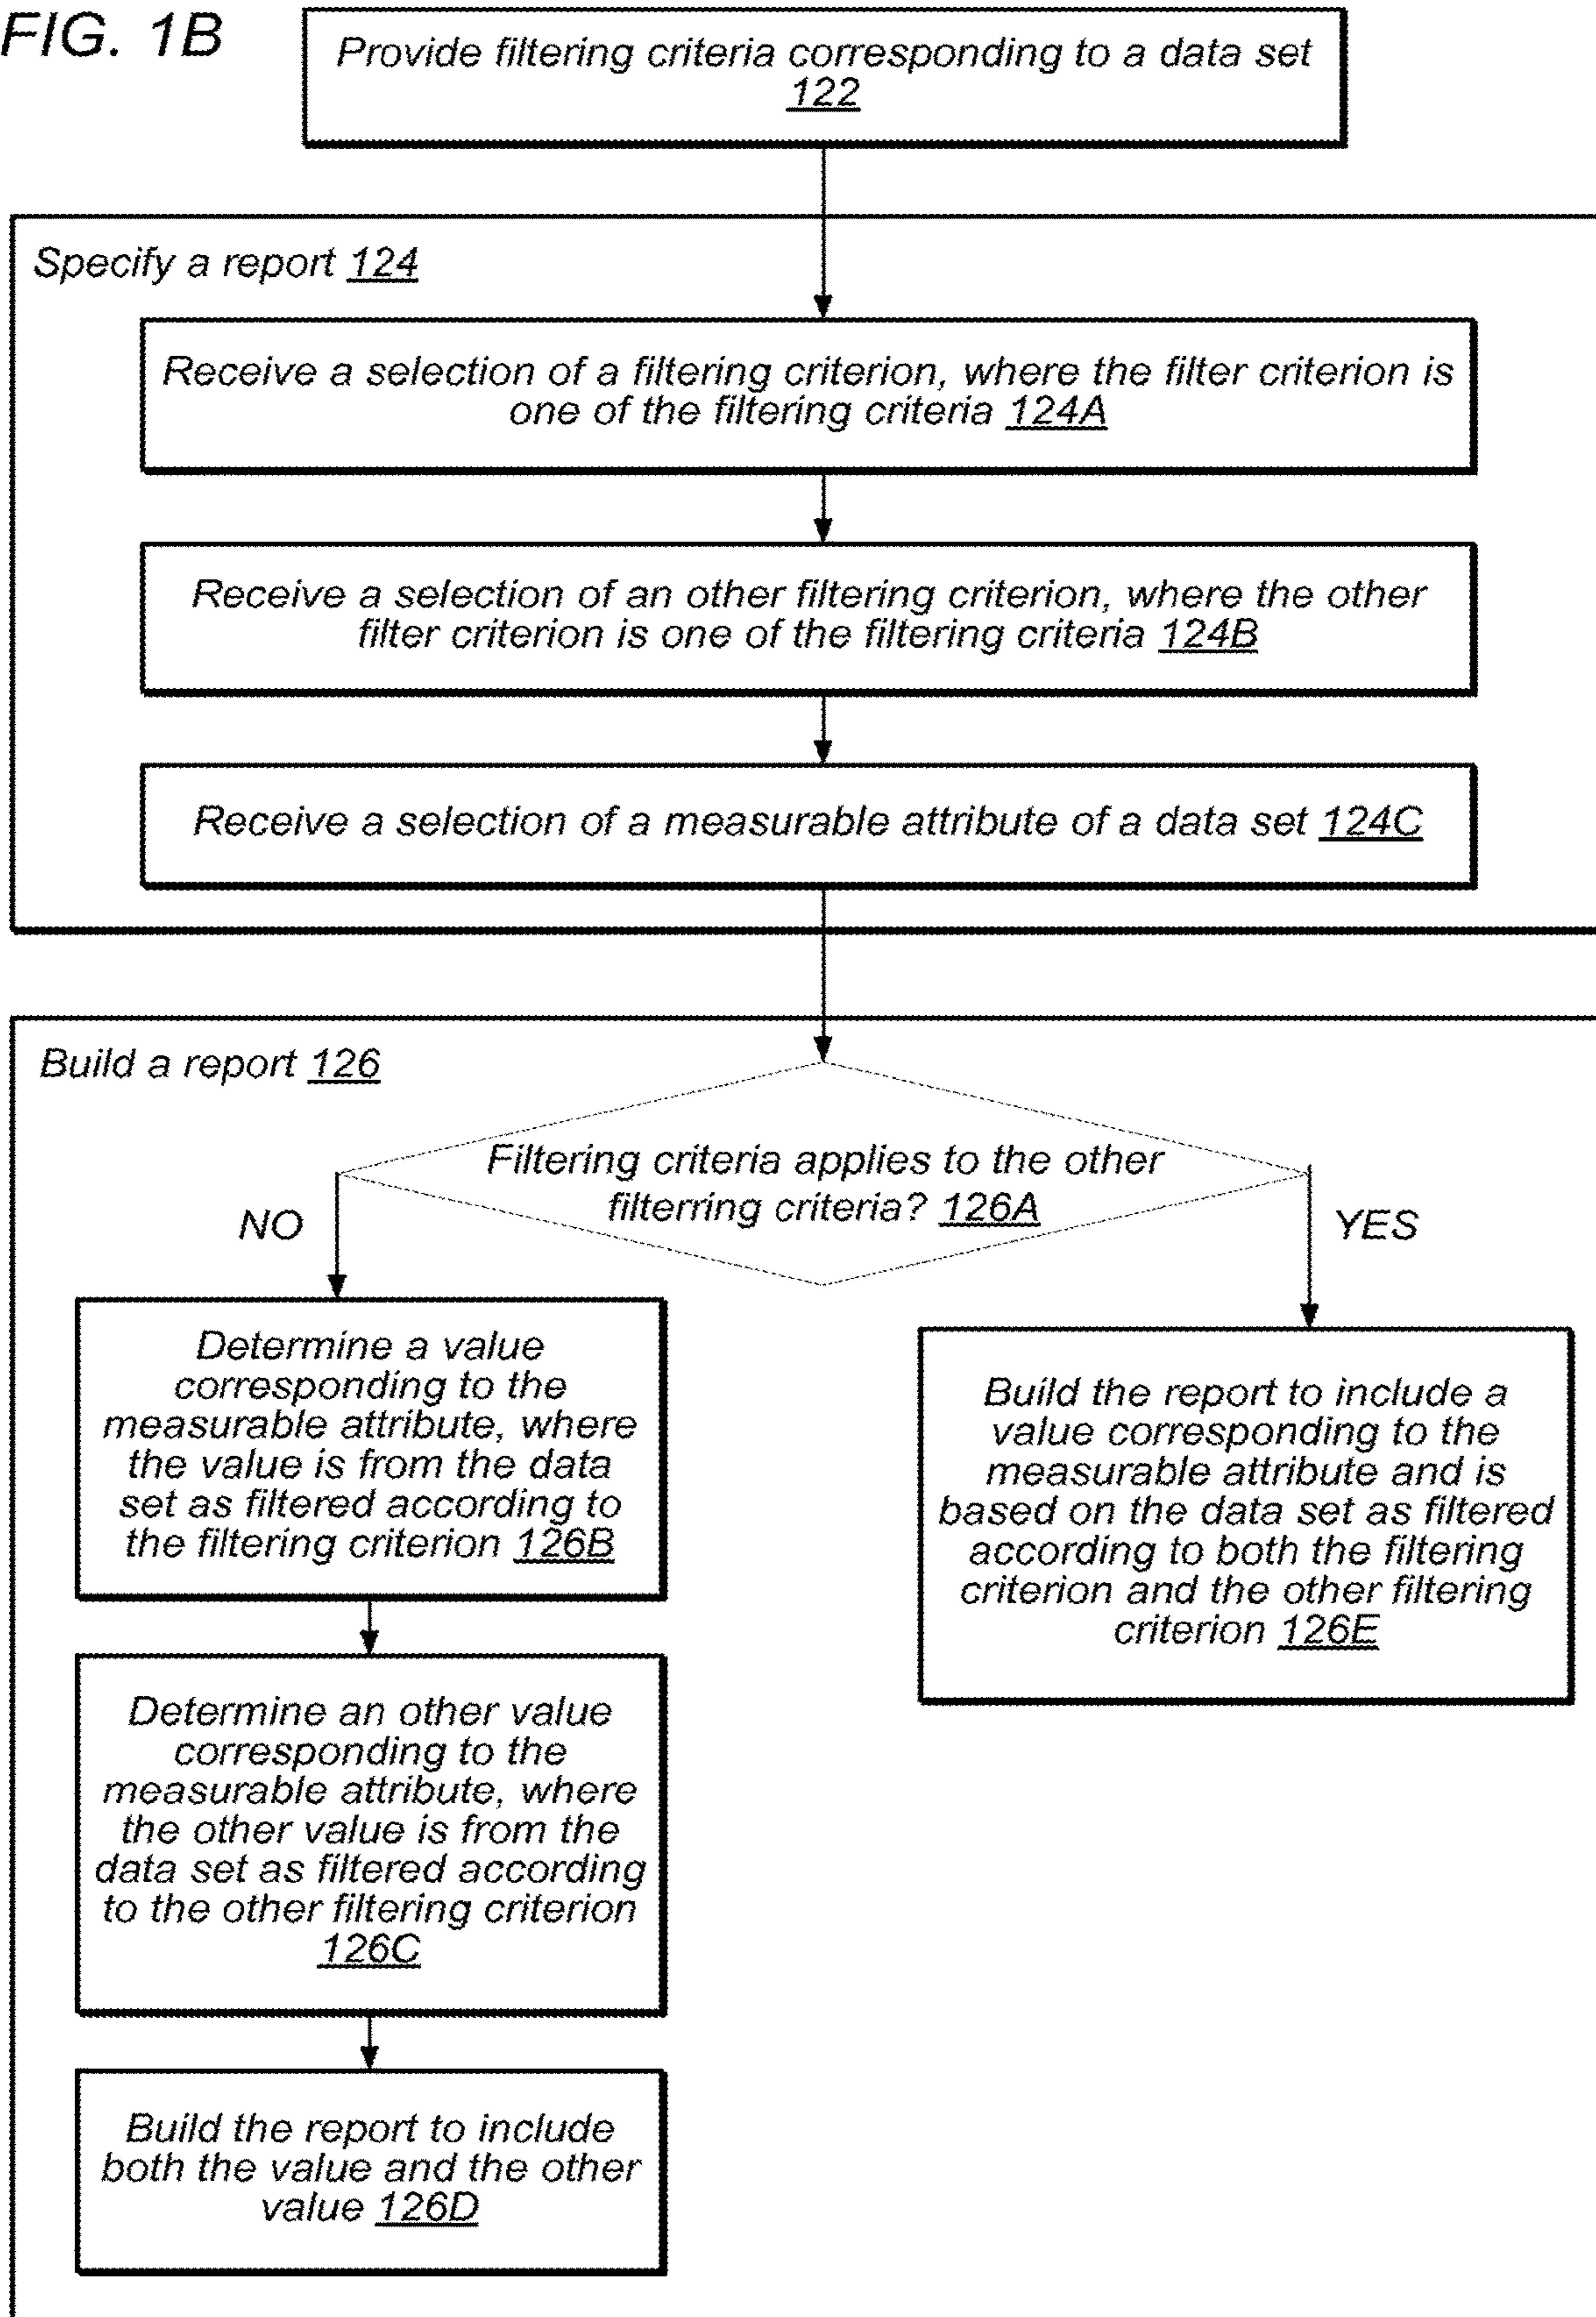 FIG. 1B
Provide filtering criteria corresponding to a data set
122
Specify a report 124
Receive a selection of a filtering criterion, where the filter criterion is
one of the filtering criteria 124A
Receive a selection of an other filtering criterion, where the other
filter criterion is one of the filtering criteria 124B
Receive a selection of a measurable attribute of a data set 124C
Build a report 126
Filtering criteria applies to the other
filterring criteria? 126A
NO
YES
Determine a value
corresponding to the
measurable attribute, where
the value is from the data
set as filtered according to
the filtering criterion 126B
Build the report to include a
value corresponding to the
measurable attribute and is
based on the data set as filtered
according to both the filtering
criterion and the other filtering
criterion 126E
Determine an other value
corresponding to the
measurable attribute, where
the other value is from the
data set as filtered according
to the other filtering criterion
126C
Build the report to include
both the value and the other
value 126D